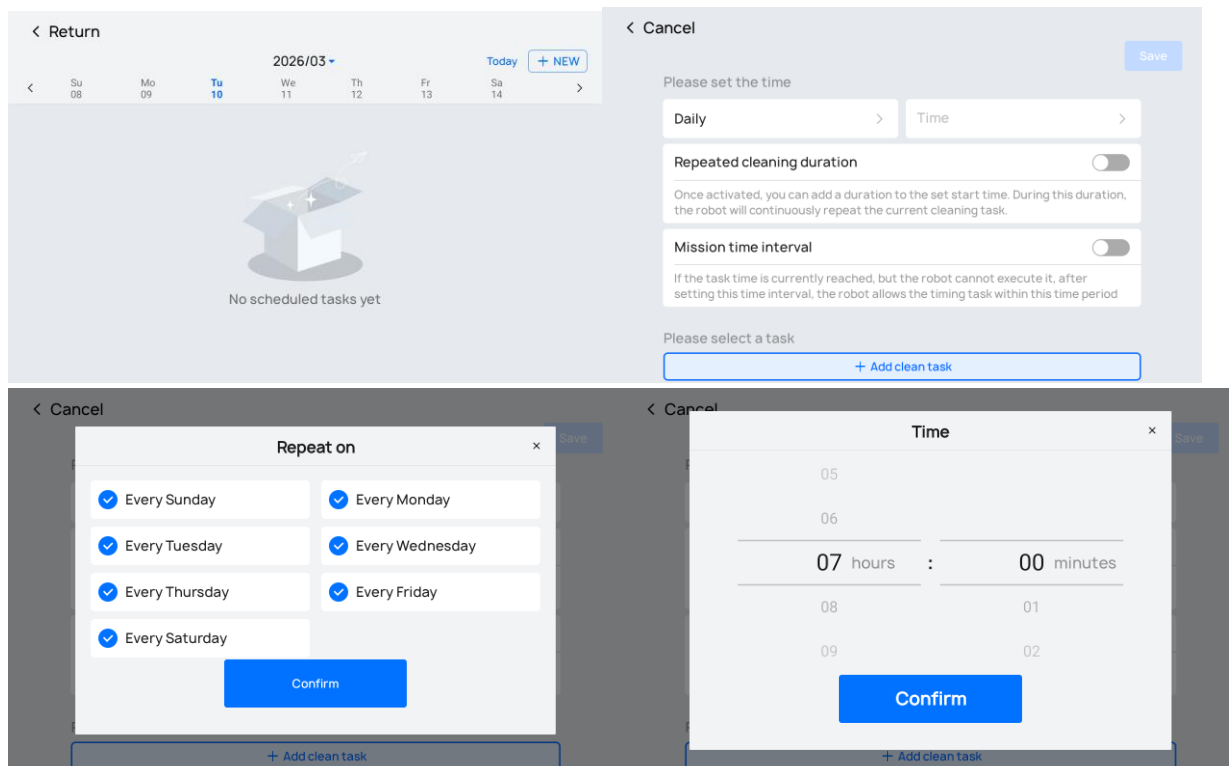 Return
2026/03
Today
+ NEW
Su Mo Tu We Th Fr Sa
08 09 10 11 12 13 14
No scheduled tasks yet
Cancel
Save
Please set the time
Daily
Time
Repeated cleaning duration
Once activated, you can add a duration to the set start time. During this duration,
the robot will continuously repeat the current cleaning task.
Mission time interval
If the task time is currently reached, but the robot cannot execute it, after
setting this time interval, the robot allows the timing task within this time period
Please select a task
+ Add clean task
Cancel
Save
Repeat on
Every Sunday
Every Monday
Every Tuesday
Every Wednesday
Every Thursday
Every Friday
Every Saturday
Confirm
+ Add clean task
Cancel
Save
Time
05
06
07 hours : 00 minutes
08 01
09 02
Confirm
+ Add clean task